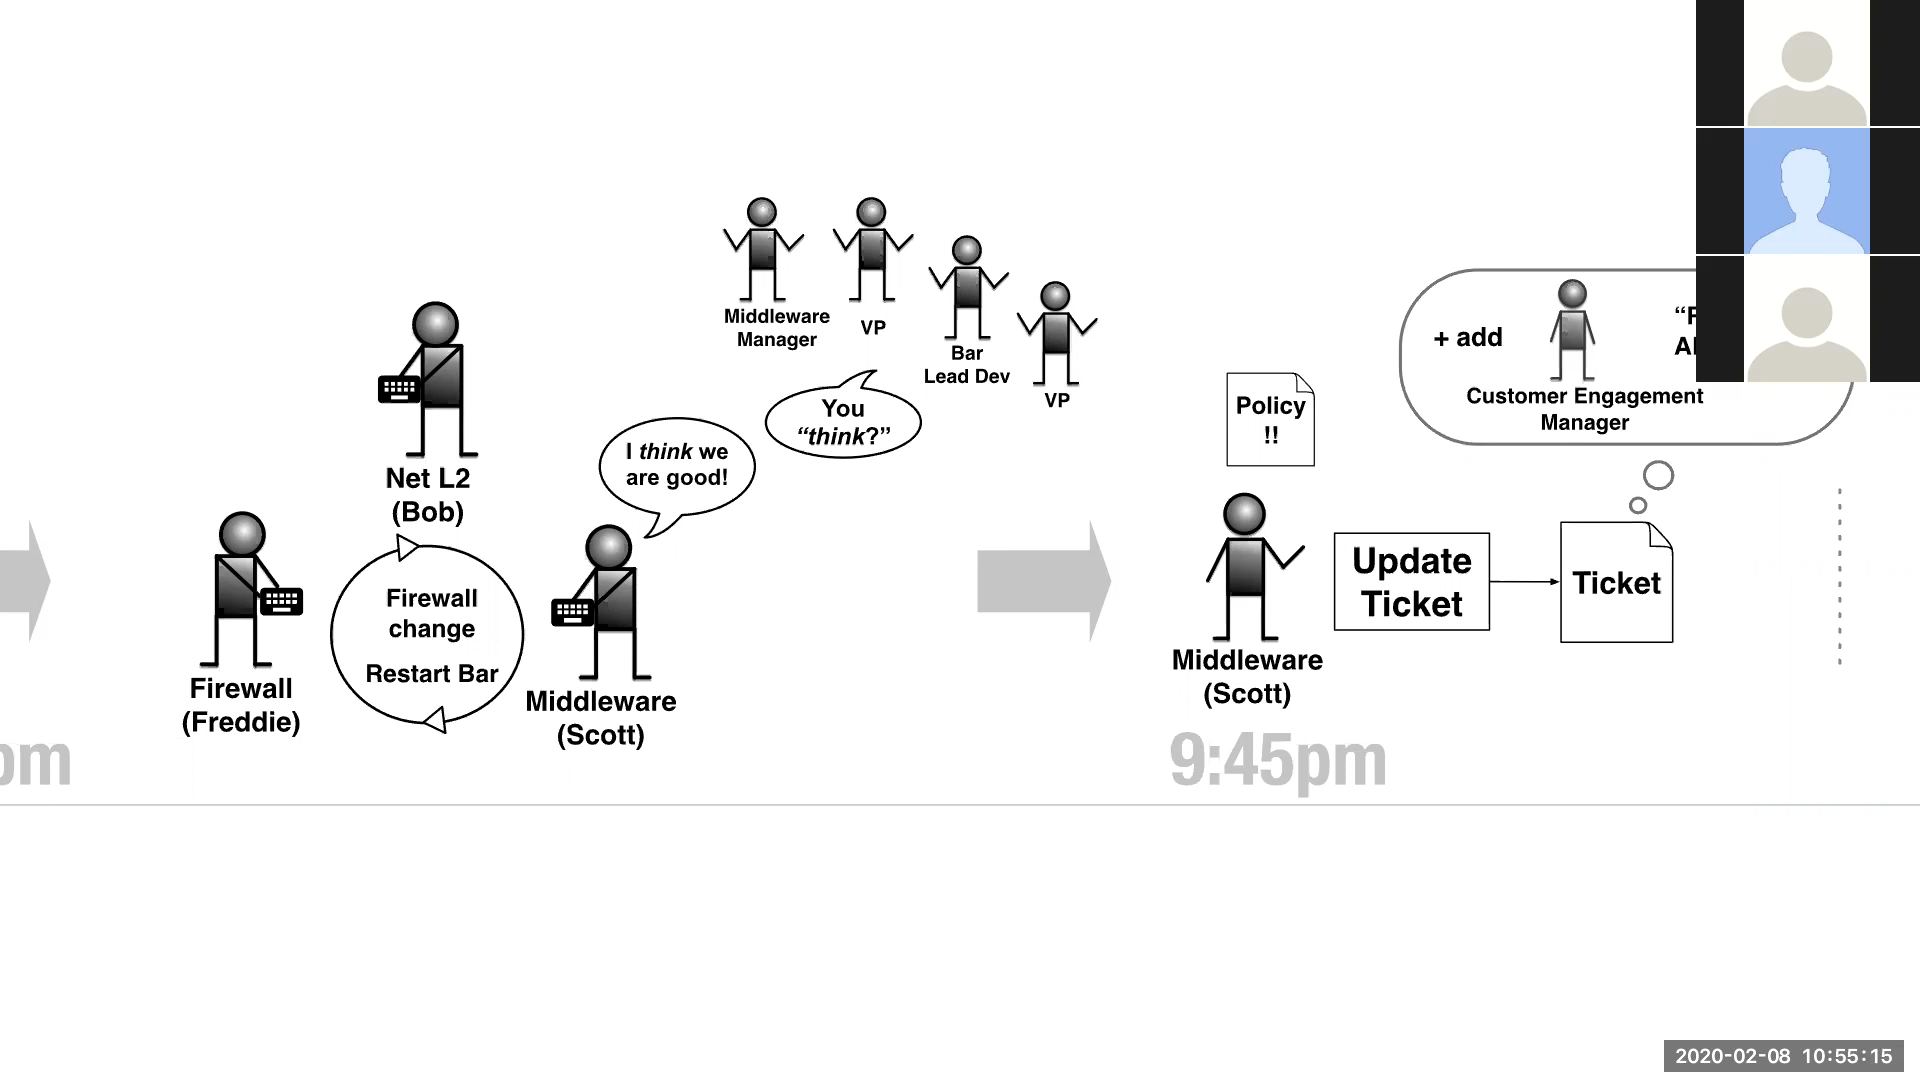 Middleware
Manager
VP
Bar
Lead Dev
VP
You
“think?”
I think we
are good!
Net L2
(Bob)
Firewall
change
Restart Bar
Firewall
(Freddie)
Middleware
(Scott)
pm
Policy
!!
+ add
Customer Engagement
Manager
Update
Ticket
Ticket
Middleware
(Scott)
9:45pm
2020-02-08 10:55:15